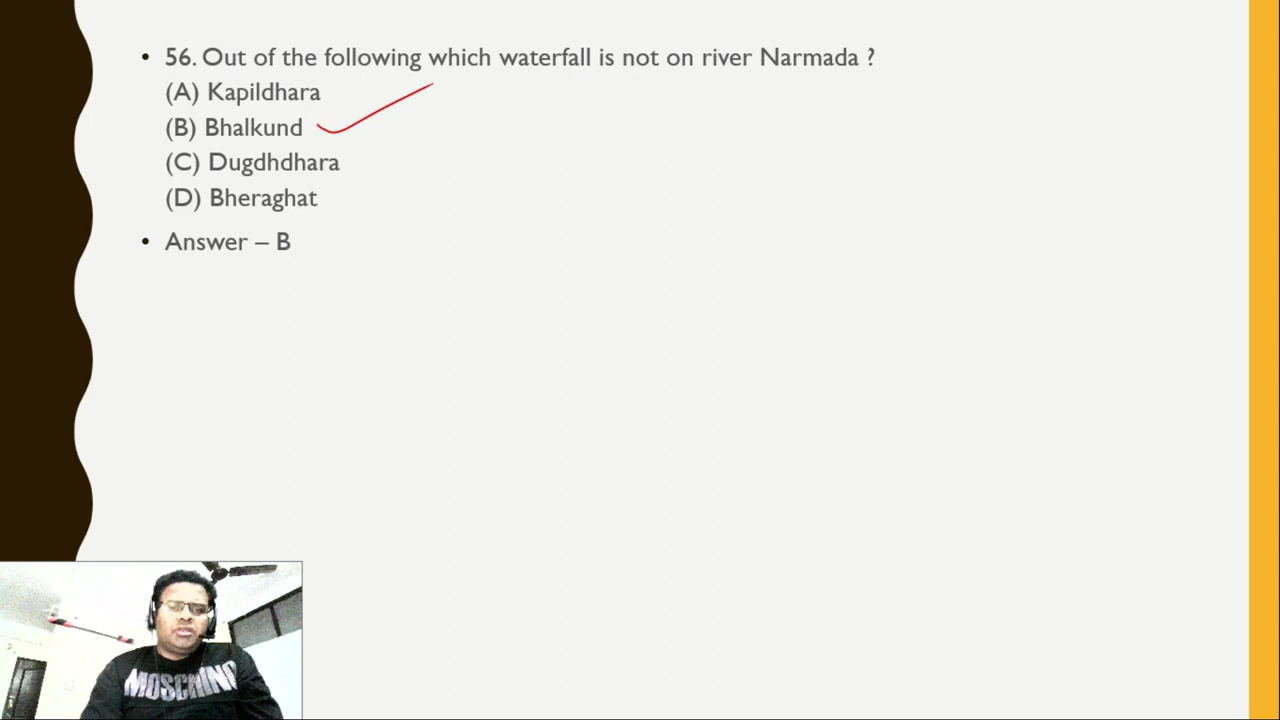 • 56. Out of the following which waterfall is not on river Narmada ?
(A) Kapildhara
(B) Bhalkund
(C) Dugdhdhara
(D) Bheraghat
• Answer – B
MOSCHINO